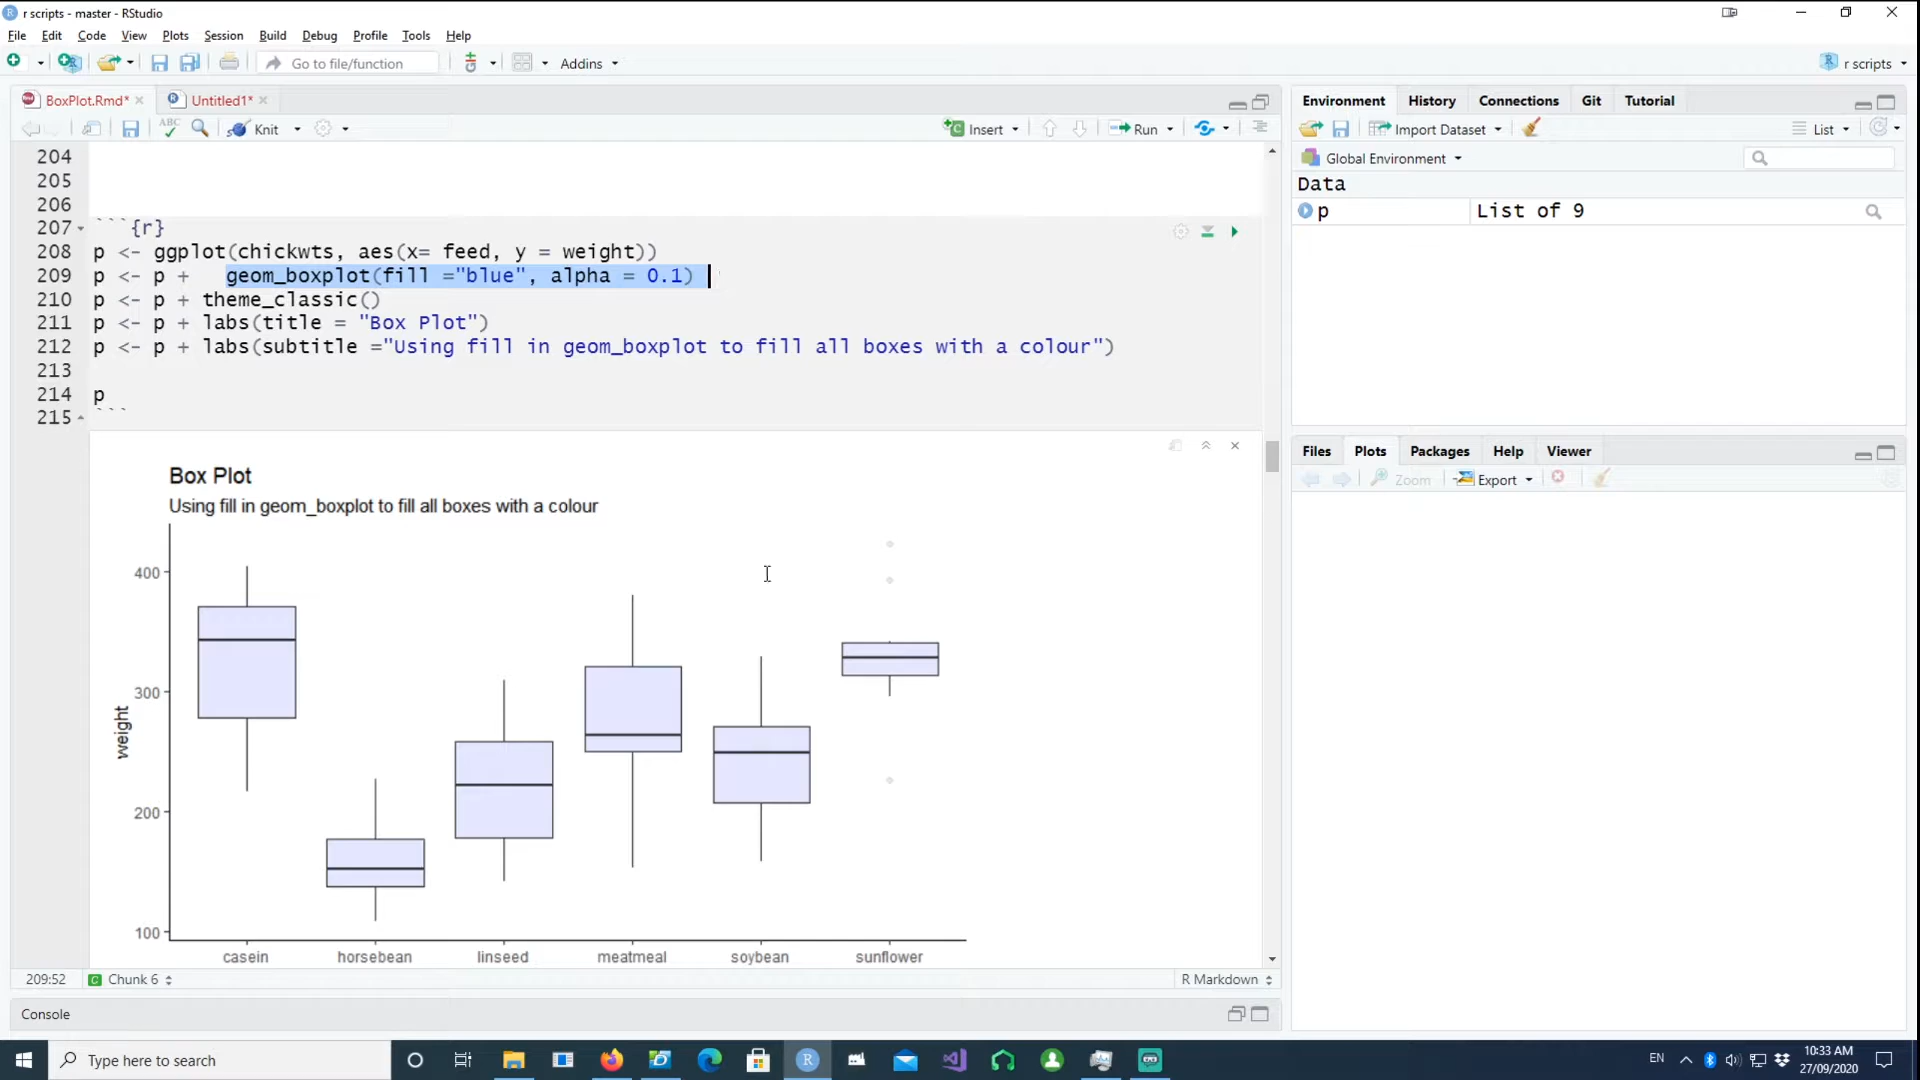 r scripts - master - RStudio
File Edit Code View Plots Session Build Debug Profile Tools Help
Go to file/function
Addins
r scripts
BoxPlot.Rmd*
Untitled1*
ABC
Knit
Insert
Run
204
205
206
207 ```{r}
208 p <- ggplot(chickwts, aes(x= feed, y = weight))
209 p <- p + geom_boxplot(fill ="blue", alpha = 0.1)
210 p <- p + theme_classic()
211 p <- p + labs(title = "Box Plot")
212 p <- p + labs(subtitle ="Using fill in geom_boxplot to fill all boxes with a colour")
213
214 p
215 ```
Box Plot
Using fill in geom_boxplot to fill all boxes with a colour
400
300
200
100
weight
casein horsebean linseed meatmeal soybean sunflower
209:52 Chunk 6 R Markdown
Console
Environment History Connections Git Tutorial
Import Dataset List
Global Environment
Data
p List of 9
Files Plots Packages Help Viewer
Zoom Export
Type here to search
EN
10:33 AM
27/09/2020